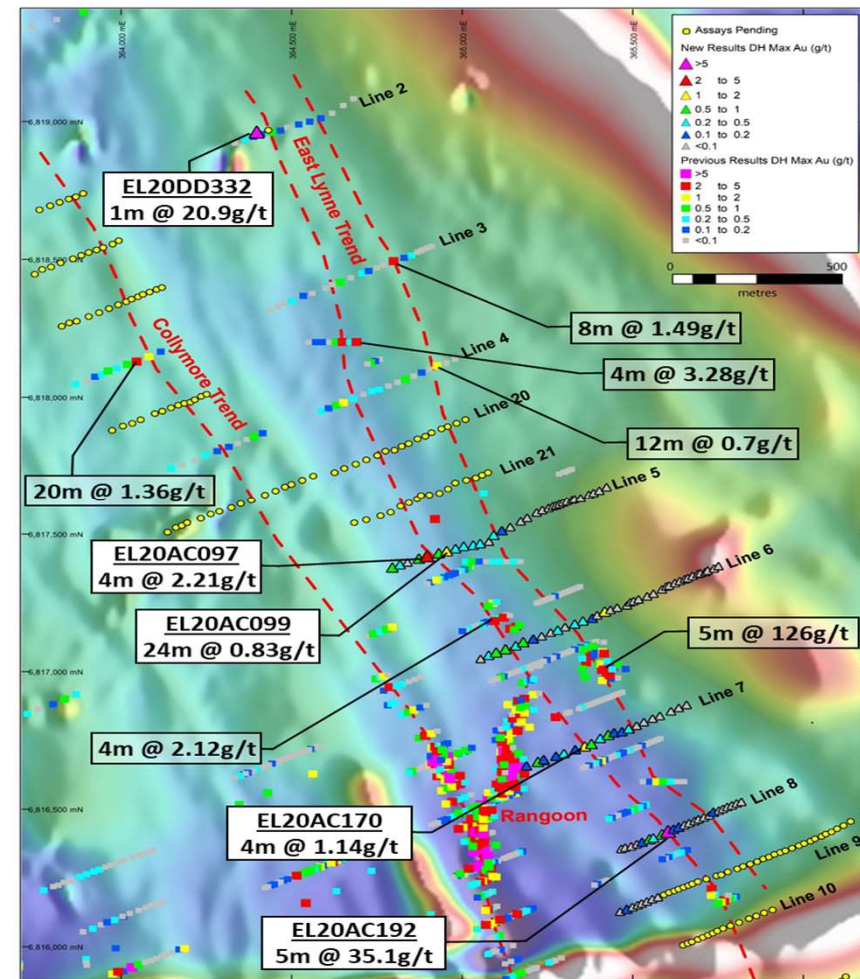 364,000 mE
364,500 mE
365,000 mE
365,500 mE
Assays Pending
New Results DH Max Au (g/t)
>5
2 to 5
1 to 2
0.5 to 1
0.2 to 0.5
0.1 to 0.2
<0.1
Previous Results DH Max Au (g/t)
>5
2 to 5
1 to 2
0.5 to 1
0.2 to 0.5
0.1 to 0.2
<0.1
0 500
metres
6,819,000 mN
Line 2
East Lynne Trend
EL20DD332
1m @ 20.9g/t
Line 3
6,818,500 mN
8m @ 1.49g/t
Collymore Trend
Line 4
4m @ 3.28g/t
6,818,000 mN
Line 20
12m @ 0.7g/t
20m @ 1.36g/t
Line 21
Line 5
6,817,500 mN
EL20AC097
4m @ 2.21g/t
Line 6
EL20AC099
24m @ 0.83g/t
5m @ 126g/t
6,817,000 mN
Line 7
4m @ 2.12g/t
6,816,500 mN
Rangoon
Line 8
EL20AC170
4m @ 1.14g/t
Line 9
Line 10
EL20AC192
5m @ 35.1g/t
6,816,000 mN